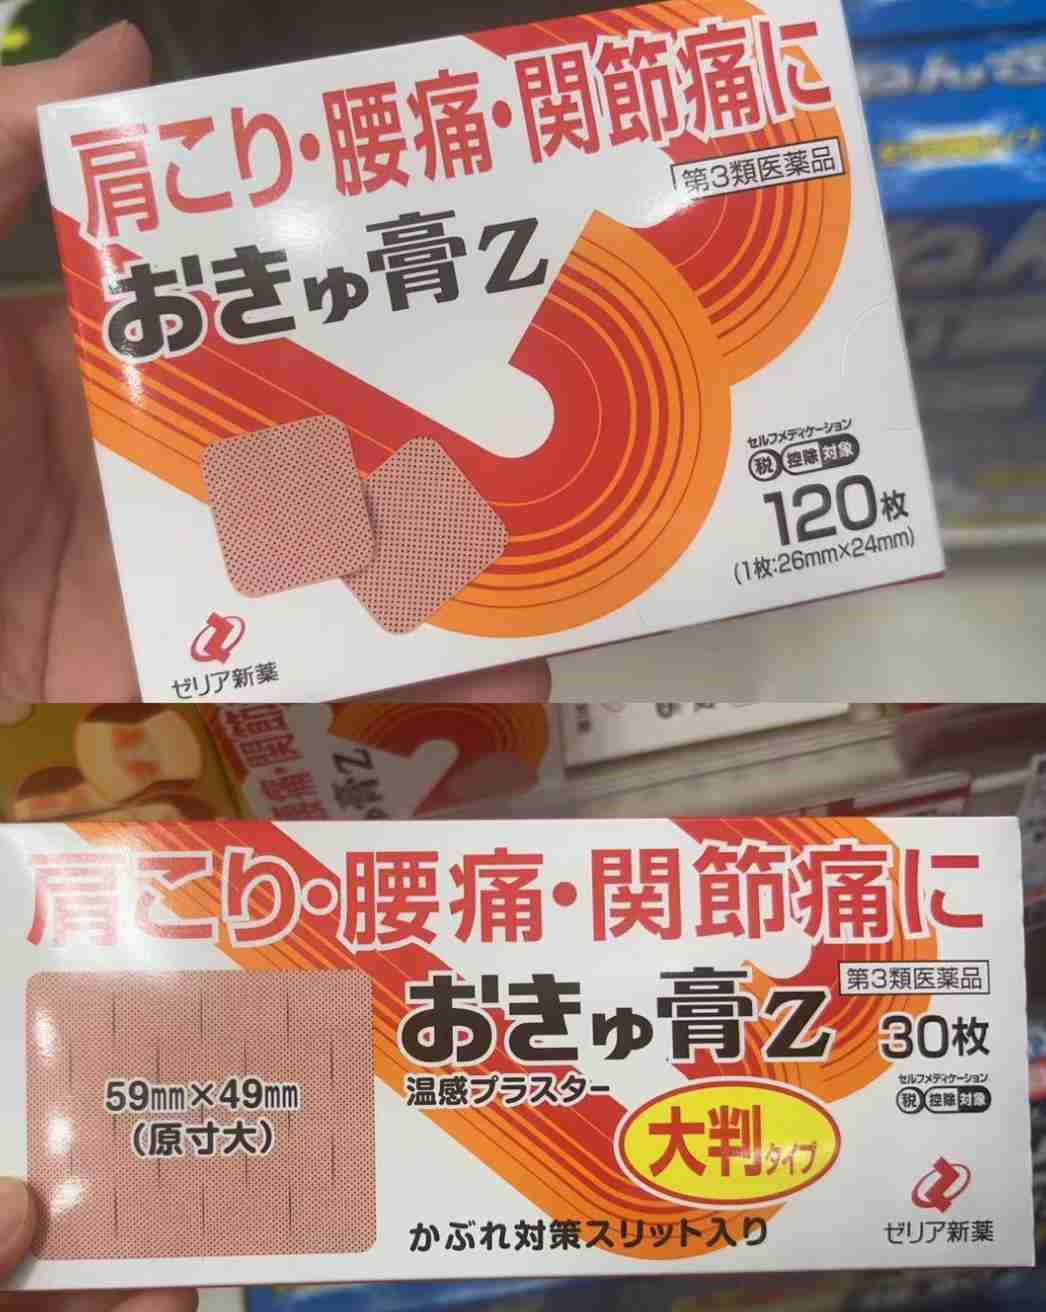 肩こり・腰痛・関節痛に
第3類医薬品
おきゅ膏Z
セルフメディケーション
税 控除 対象
120枚
(1枚:26mm×24mm)
ゼリア新薬
肩こり・腰痛・関節痛に
おきゅ膏Z
第3類医薬品
30枚
温感プラスター
セルフメディケーション
税 控除 対象
59mm×49mm
(原寸大)
大判タイプ
かぶれ対策スリット入り
ゼリア新薬